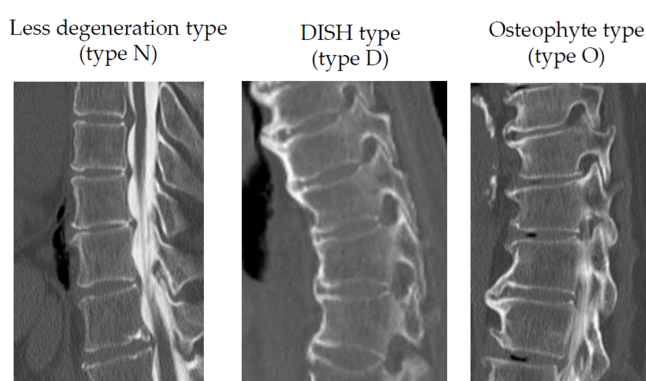 Less degeneration type
(type N)
DISH type
(type D)
Osteophyte type
(type O)